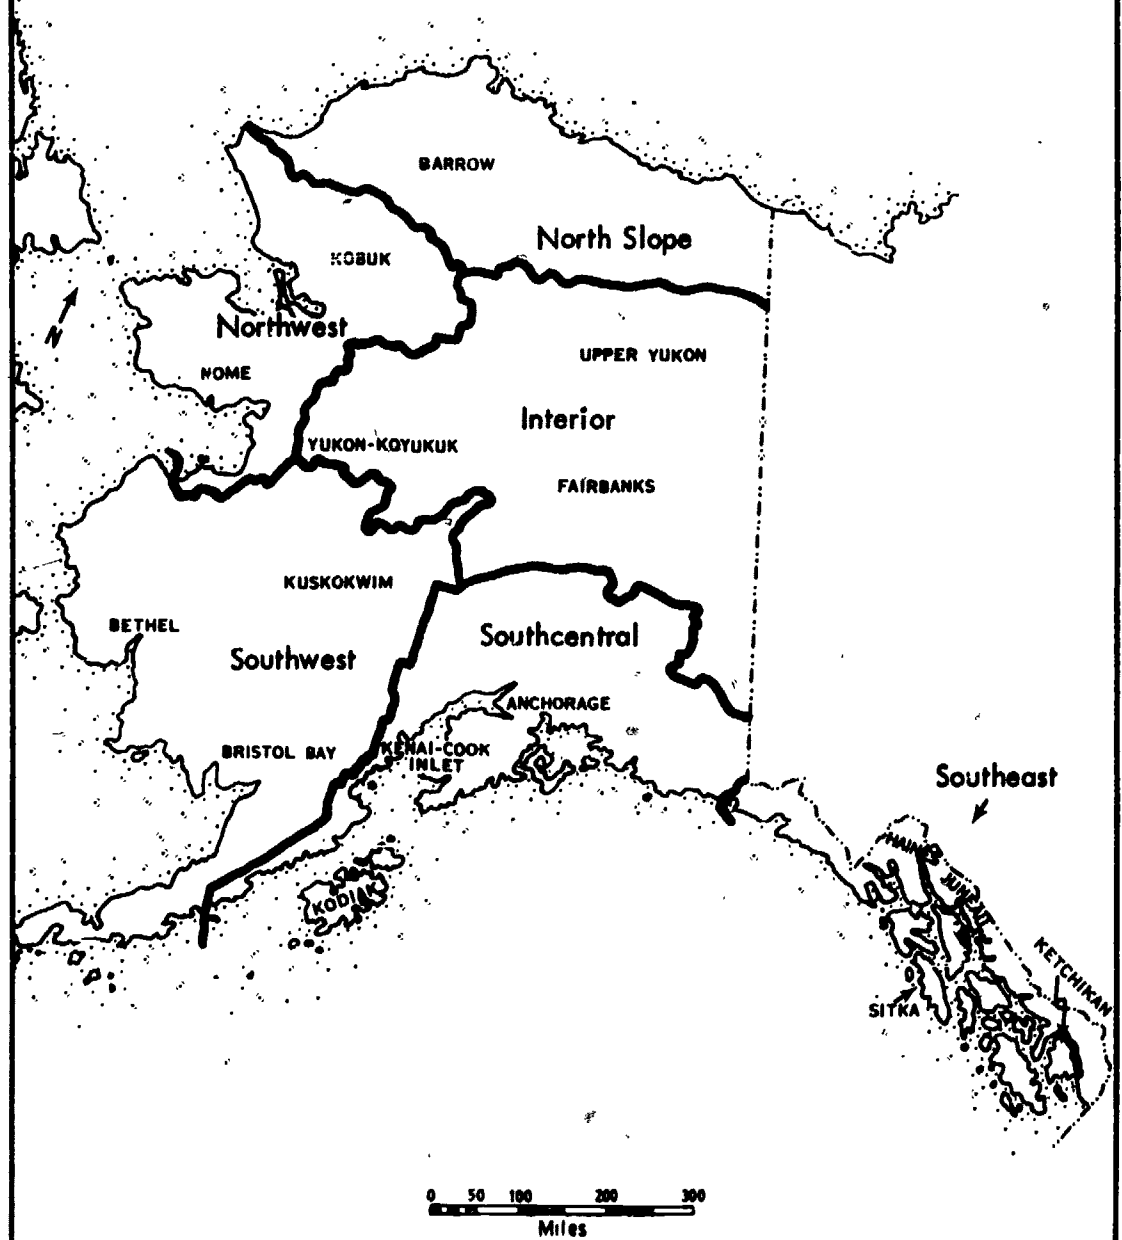 BARROW
North Slope
KOBUK
N
Northwest
UPPER YUKON
NOME
Interior
YUKON-KOYUKUK
FAIRBANKS
KUSKOKWIM
BETHEL
Southcentral
Southwest
ANCHORAGE
BRISTOL BAY
KENAI-COOK
INLET
Southeast
HAINES
JUNEAU
KODIAK
KETCHIKAN
SITKA
0 50 100 200 300
Miles